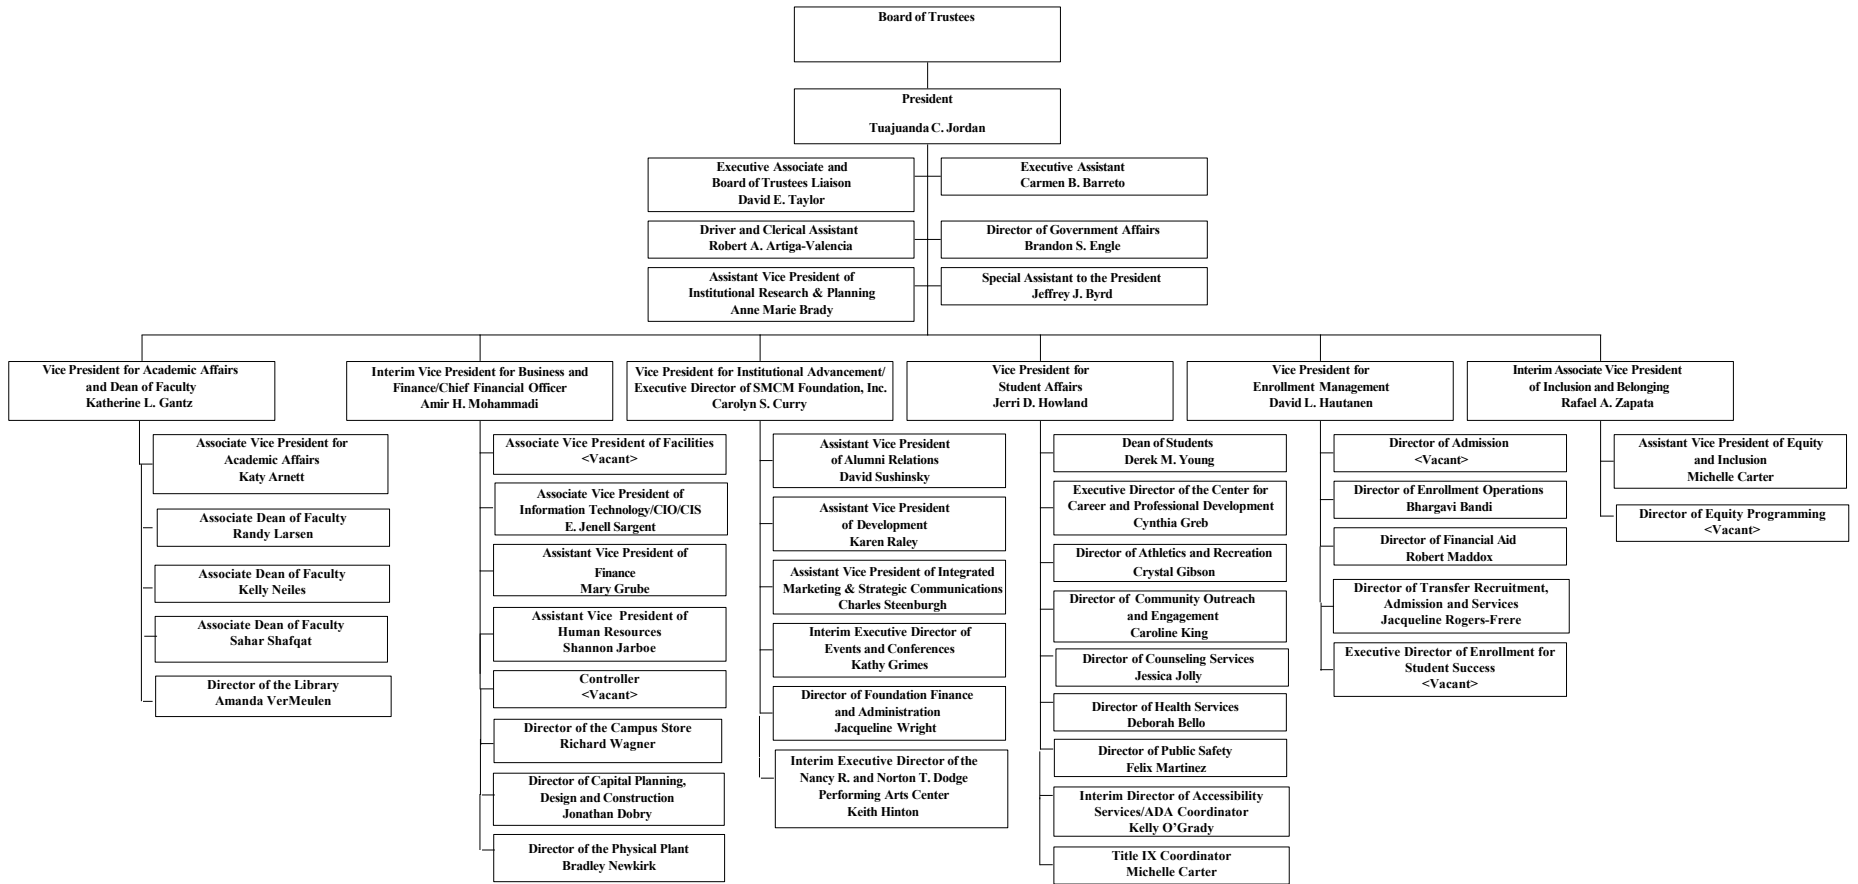 Board of Trustees
President
Tuajuanda C. Jordan
Executive Associate and
Board of Trustees Liaison
David E. Taylor
Executive Assistant
Carmen B. Barreto
Driver and Clerical Assistant
Robert A. Artiga-Valencia
Director of Government Affairs
Brandon S. Engle
Assistant Vice President of
Institutional Research & Planning
Anne Marie Brady
Special Assistant to the President
Jeffrey J. Byrd
Vice President for Academic Affairs
and Dean of Faculty
Katherine L. Gantz
Associate Vice President for
Academic Affairs
Katy Arnett
Associate Dean of Faculty
Randy Larsen
Associate Dean of Faculty
Kelly Neiles
Associate Dean of Faculty
Sahar Shafqat
Director of the Library
Amanda VerMeulen
Interim Vice President for Business and
Finance/Chief Financial Officer
Amir H. Mohammadi
Associate Vice President of Facilities
<Vacant>
Associate Vice President of
Information Technology/CIO/CIS
E. Jenell Sargent
Assistant Vice President of
Finance
Mary Grube
Assistant Vice President of
Human Resources
Shannon Jarboe
Controller
<Vacant>
Director of the Campus Store
Richard Wagner
Director of Capital Planning,
Design and Construction
Jonathan Dobry
Director of the Physical Plant
Bradley Newkirk
Vice President for Institutional Advancement/
Executive Director of SMCM Foundation, Inc.
Carolyn S. Curry
Assistant Vice President
of Alumni Relations
David Sushinsky
Assistant Vice President
of Development
Karen Raley
Assistant Vice President of Integrated
Marketing & Strategic Communications
Charles Steenburgh
Interim Executive Director of
Events and Conferences
Kathy Grimes
Director of Foundation Finance
and Administration
Jacqueline Wright
Interim Executive Director of the
Nancy R. and Norton T. Dodge
Performing Arts Center
Keith Hinton
Vice President for
Student Affairs
Jerri D. Howland
Dean of Students
Derek M. Young
Executive Director of the Center for
Career and Professional Development
Cynthia Greb
Director of Athletics and Recreation
Crystal Gibson
Director of Community Outreach
and Engagement
Caroline King
Director of Counseling Services
Jessica Jolly
Director of Health Services
Deborah Bello
Director of Public Safety
Felix Martinez
Interim Director of Accessibility
Services/ADA Coordinator
Kelly O'Grady
Title IX Coordinator
Michelle Carter
Vice President for
Enrollment Management
David L. Hautanen
Director of Admission
<Vacant>
Director of Enrollment Operations
Bhargavi Bandi
Director of Financial Aid
Robert Maddox
Director of Transfer Recruitment,
Admission and Services
Jacqueline Rogers-Frere
Executive Director of Enrollment for
Student Success
<Vacant>
Interim Associate Vice President
of Inclusion and Belonging
Rafael A. Zapata
Assistant Vice President of Equity
and Inclusion
Michelle Carter
Director of Equity Programming
<Vacant>